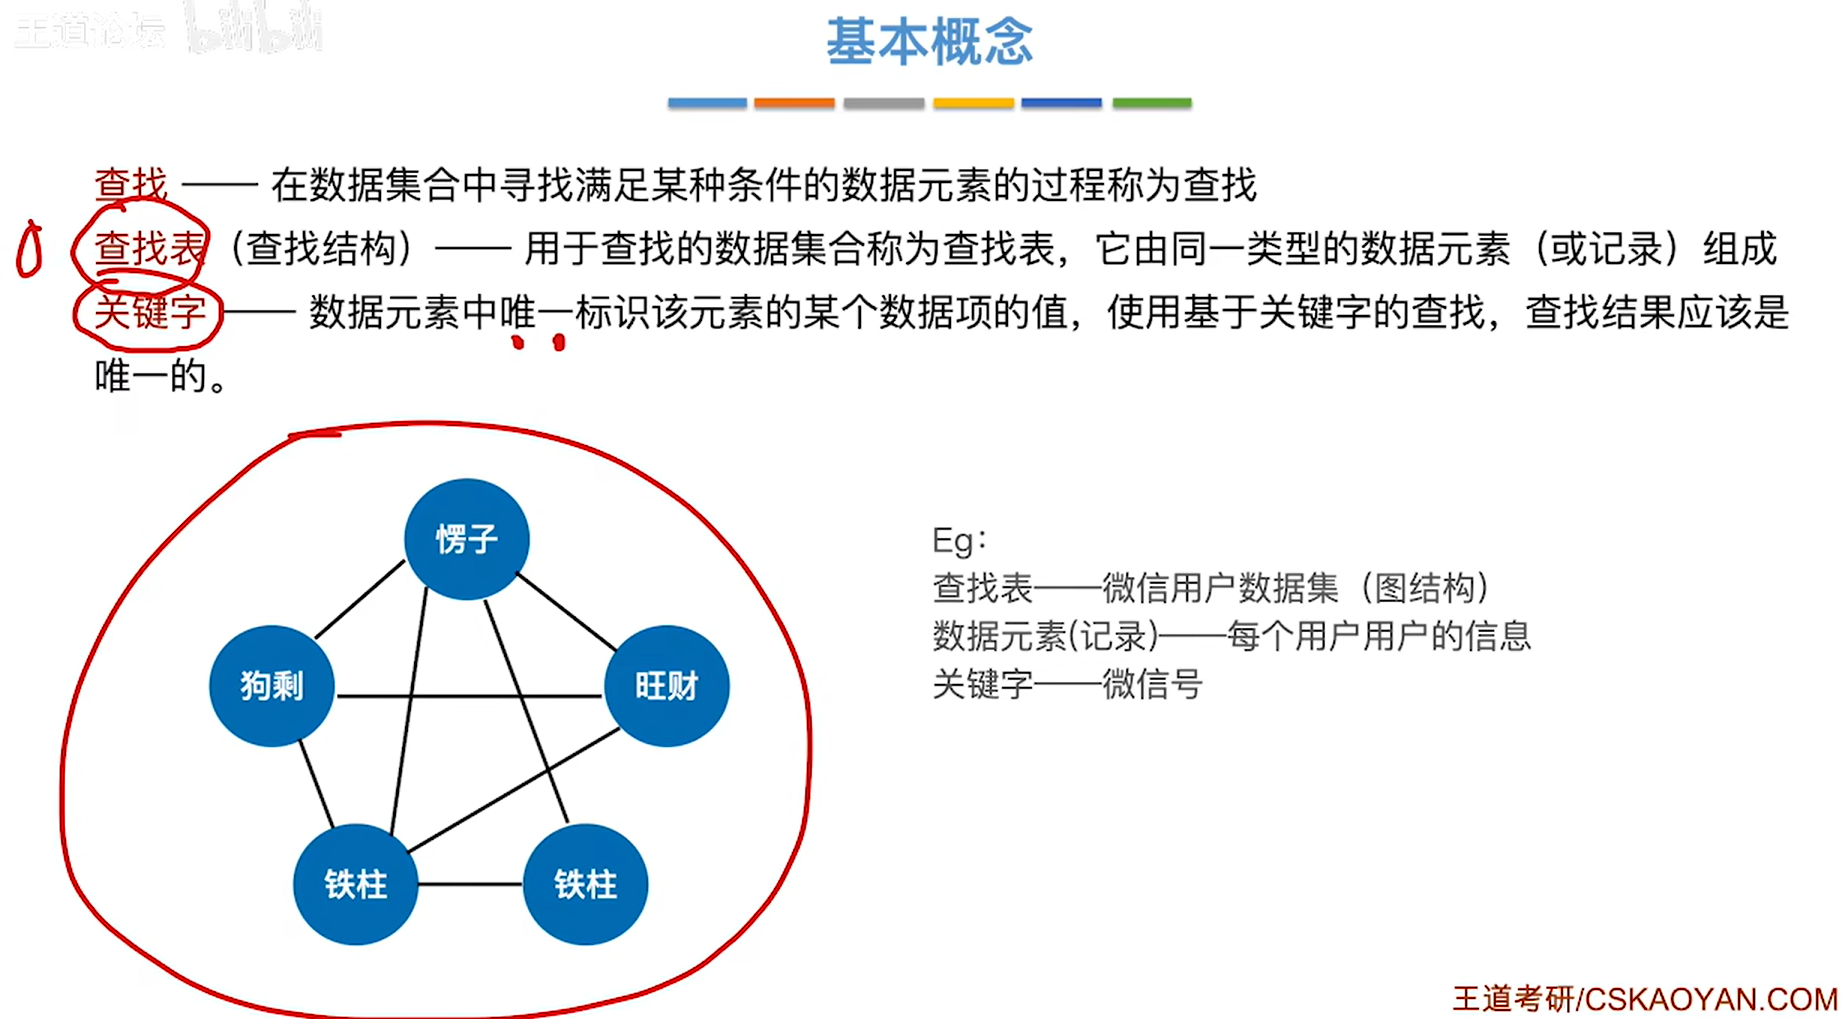 王道论坛 bilibili
基本概念
查找 —— 在数据集合中寻找满足某种条件的数据元素的过程称为查找
查找表（查找结构）—— 用于查找的数据集合称为查找表，它由同一类型的数据元素（或记录）组成
关键字 —— 数据元素中唯一标识该元素的某个数据项的值，使用基于关键字的查找，查找结果应该是
唯一的。
愣子
狗剩
旺财
铁柱
铁柱
Eg：
查找表——微信用户数据集（图结构）
数据元素(记录)——每个用户用户的信息
关键字——微信号
王道考研/CSKAOYAN.COM